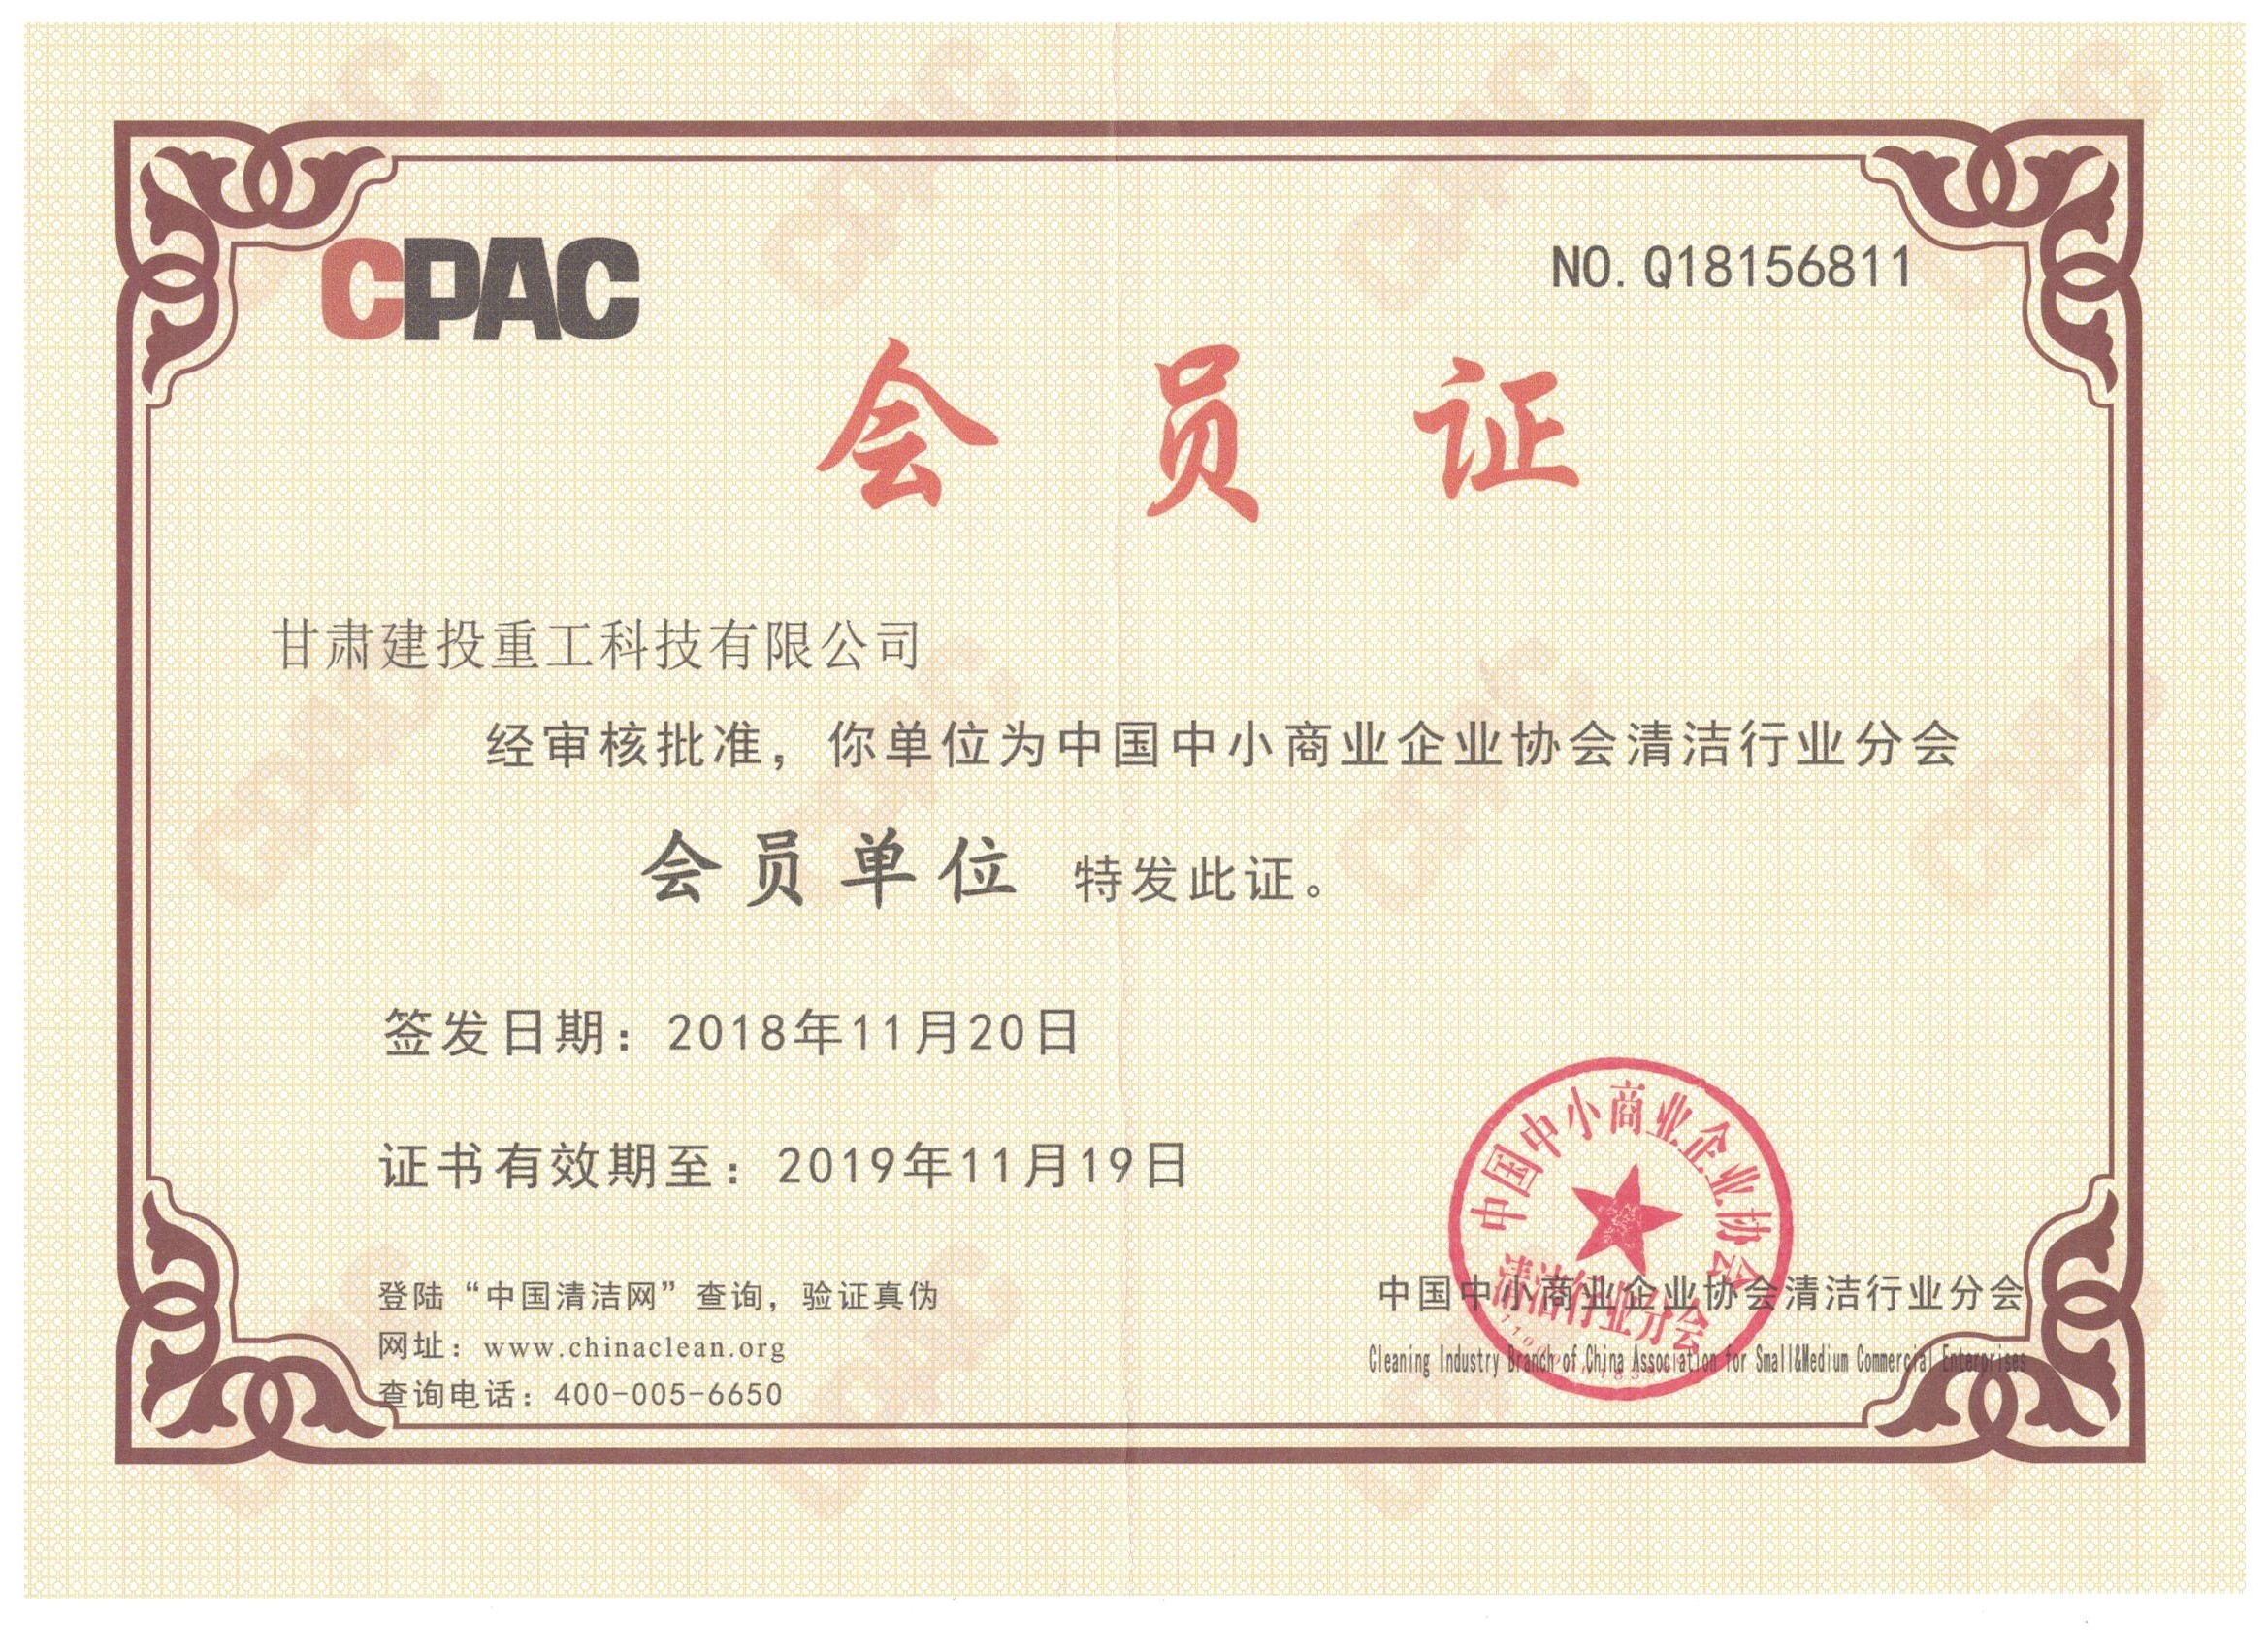 CPAC
NO.Q18156811
会员证
甘肃建投重工科技有限公司
经审核批准，你单位为中国中小商业企业协会清洁行业分会
会员单位 特发此证。
签发日期：2018年11月20日
证书有效期至：2019年11月19日
中国中小商业企业协会
清洁行业分会
登陆“中国清洁网”查询，验证真伪
网址：www.chinaclean.org
查询电话：400-005-6650
中国中小商业企业协会清洁行业分会
Cleaning Industry Branch of China Association for Small&Medium Commercial Enterprises